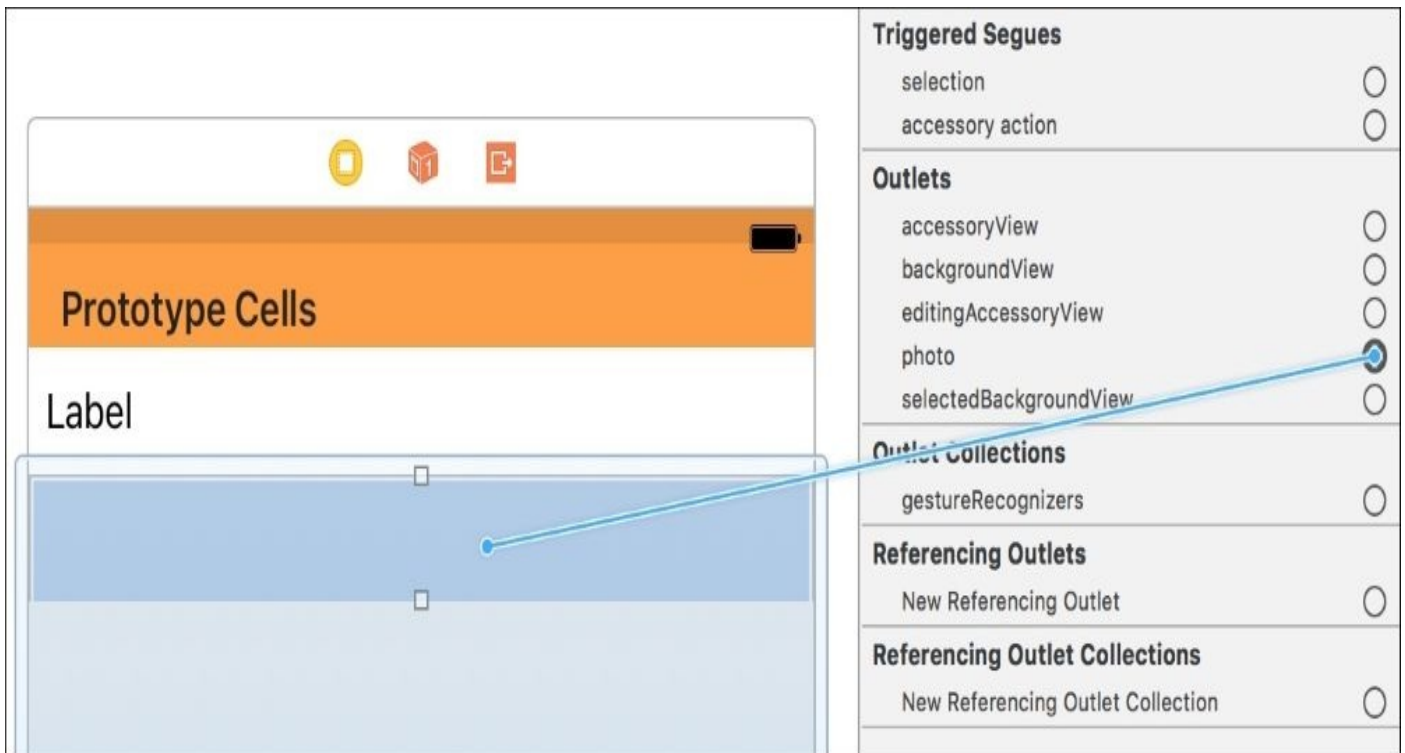 Prototype Cells
Label
Triggered Segues
selection
accessory action
Outlets
accessoryView
backgroundView
editingAccessoryView
photo
selectedBackgroundView
Outlet Collections
gestureRecognizers
Referencing Outlets
New Referencing Outlet
Referencing Outlet Collections
New Referencing Outlet Collection